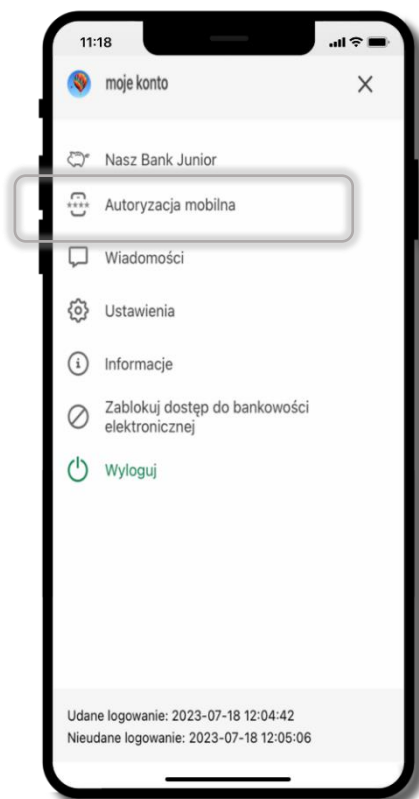 11:18
moje konto
Nasz Bank Junior
Autoryzacja mobilna
Wiadomości
Ustawienia
Informacje
Zablokuj dostęp do bankowości
elektronicznej
Wyloguj
Udane logowanie: 2023-07-18 12:04:42
Nieudane logowanie: 2023-07-18 12:05:06